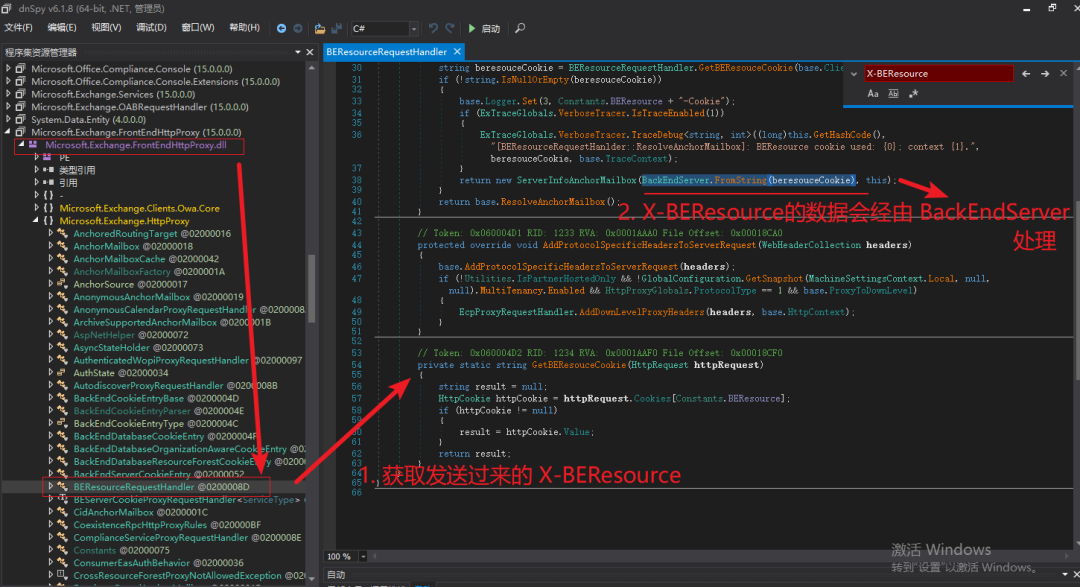 dnSpy v6.1.8 (64-bit, .NET, 管理员)
文件(F) 编辑(E) 视图(V) 调试(D) 窗口(W) 帮助(H) C# 启动
程序集资源管理器
Microsoft.Office.Compliance.Console (15.0.0.0)
Microsoft.Office.Compliance.Console.Extensions (15.0.0.0)
Microsoft.Exchange.Services (15.0.0.0)
Microsoft.Exchange.OABRequestHandler (15.0.0.0)
System.Data.Entity (4.0.0.0)
Microsoft.Exchange.FrontEndHttpProxy (15.0.0.0)
Microsoft.Exchange.FrontEndHttpProxy.dll
PE
类型引用
引用
{ } -
{ } Microsoft.Exchange.Clients.Owa.Core
{ } Microsoft.Exchange.HttpProxy
AnchoredRoutingTarget @02000016
AnchorMailbox @02000018
AnchorMailboxCache @02000042
AnchorMailboxFactory @0200001A
AnchorSource @02000017
AnonymousAnchorMailbox @02000019
AnonymousCalendarProxyRequestHandler @0200008
ArchiveSupportedAnchorMailbox @0200001B
AspNetHelper @02000072
AsyncStateHolder @02000073
AuthenticatedWopiProxyRequestHandler @02000097
AuthState @02000034
AutodiscoverProxyRequestHandler @0200008B
BackEndCookieEntryBase @0200004D
BackEndCookieEntryParser @0200004E
BackEndCookieEntryType @0200004C
BackEndDatabaseCookieEntry @0200004F
BackEndDatabaseOrganizationAwareCookieEntry @02
BackEndDatabaseResourceForestCookieEntry @0200
BackEndServerCookieEntry @02000052
BEResourceRequestHandler @0200008D
BEServerCookieProxyRequestHandler<ServiceType> @
CidAnchorMailbox @0200001C
CoexistenceRpcHttpProxyRules @020000BF
ComplianceServiceProxyRequestHandler @0200008E
Constants @02000075
ConsumerEasAuthBehavior @02000036
CrossResourceForestProxyNotAllowedException @02
BEResourceRequestHandler
X-BEResource
Aa
30 string beresouceCookie = BEResourceRequestHandler.GetBEResouceCookie(base.Clie
31 if (!string.IsNullOrEmpty(beresouceCookie))
32 {
33 base.Logger.Set(3, Constants.BEResource + "-Cookie");
34 if (ExTraceGlobals.VerboseTracer.IsTraceEnabled(1))
35 {
36 ExTraceGlobals.VerboseTracer.TraceDebug<string, int>((long)this.GetHashCode(),
"[BEResourceRequestHanlder::ResolveAnchorMailbox]: BEResource cookie used: {0}; context {1}.",
beresouceCookie, base.TraceContext);
37 }
38 return new ServerInfoAnchorMailbox(BackEndServer.FromString(beresouceCookie), this);
39 }
40 return base.ResolveAnchorMailbox();
41 }
42
2. X-BEResource的数据会经由 BackEndServer
处理
43 // Token: 0x060004D1 RID: 1233 RVA: 0x0001AAA0 File Offset: 0x00018CA0
44 protected override void AddProtocolSpecificHeadersToServerRequest(WebHeaderCollection headers)
45 {
46 base.AddProtocolSpecificHeadersToServerRequest(headers);
47 if (!Utilities.IsPartnerHostedOnly && !GlobalConfiguration.GetSnapshot(MachineSettingsContext.Local, null,
null).MultiTenancy.Enabled && HttpProxyGlobals.ProtocolType == 1 && base.ProxyToDownLevel)
48 {
49 EcpProxyRequestHandler.AddDownLevelProxyHeaders(headers, base.HttpContext);
50 }
51 }
52
53 // Token: 0x060004D2 RID: 1234 RVA: 0x0001AAF0 File Offset: 0x00018CF0
54 private static string GetBEResouceCookie(HttpRequest httpRequest)
55 {
56 string result = null;
57 HttpCookie httpCookie = httpRequest.Cookies[Constants.BEResource];
58 if (httpCookie != null)
59 {
60 result = httpCookie.Value;
61 }
62 return result;
63 }
64
1. 获取发送过来的 X-BEResource
65 }
66
100 %
启动
激活 Windows
转到"设置"以激活 Windows。